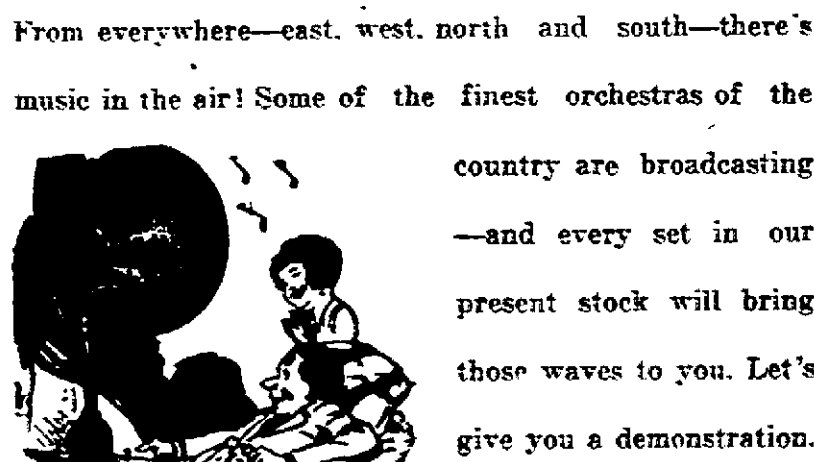 From everywhere—east, west, north and south—there's
music in the air! Some of the finest orchestras of the
country are broadcasting
—and every set in our
present stock will bring
those waves to you. Let's
give you a demonstration.